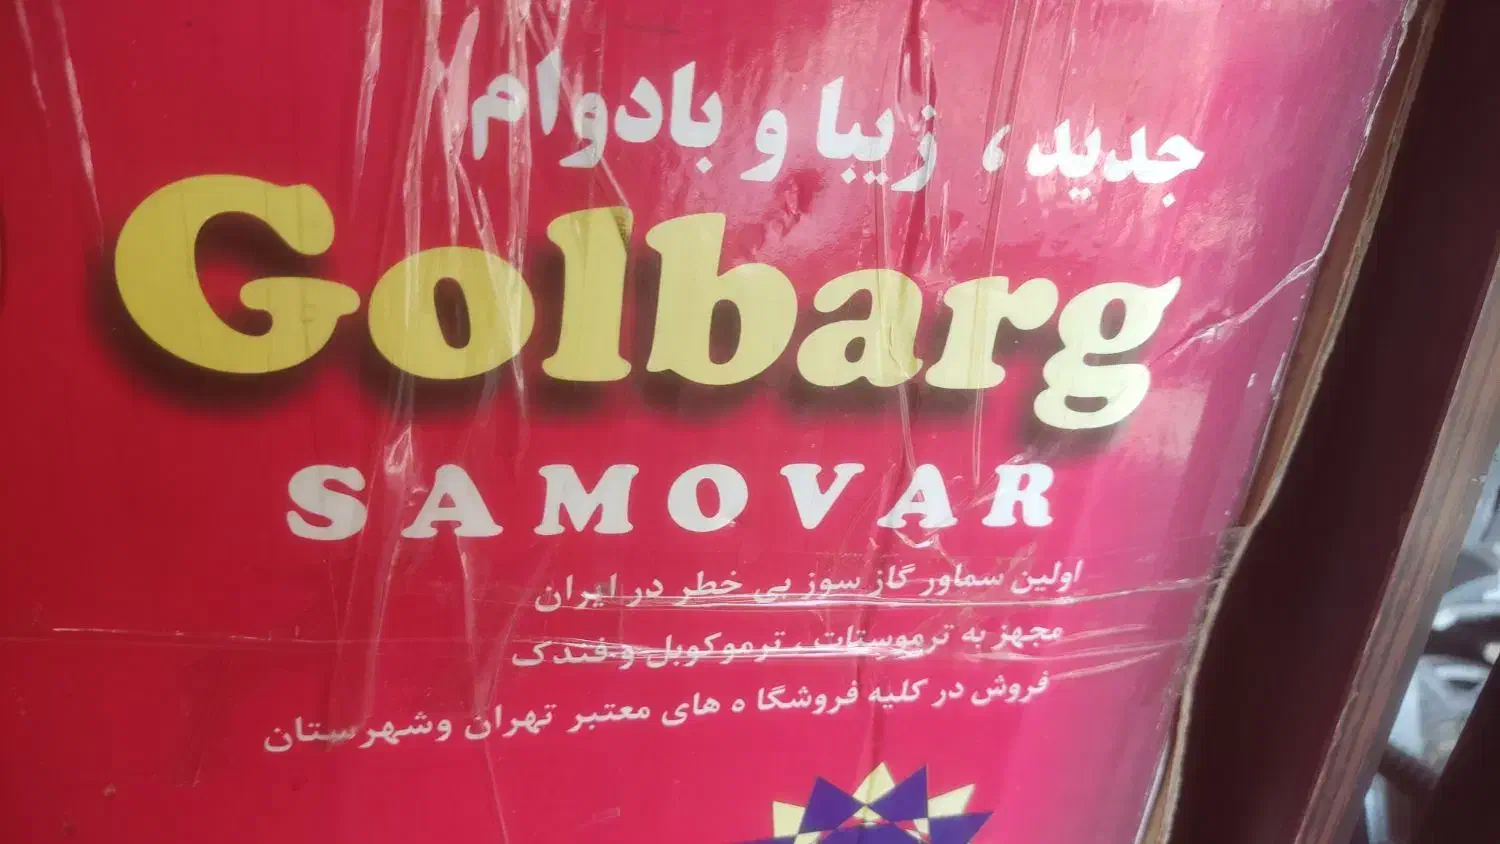 جدید، زیبا و بادوام
Golbarg
SAMOVAR
اولین سماور گاز سوز بی خطر در ایران
مجهز به ترموستات، ترموکوبل و فندک
فروش در کلیه فروشگاه های معتبر تهران وشهرستان